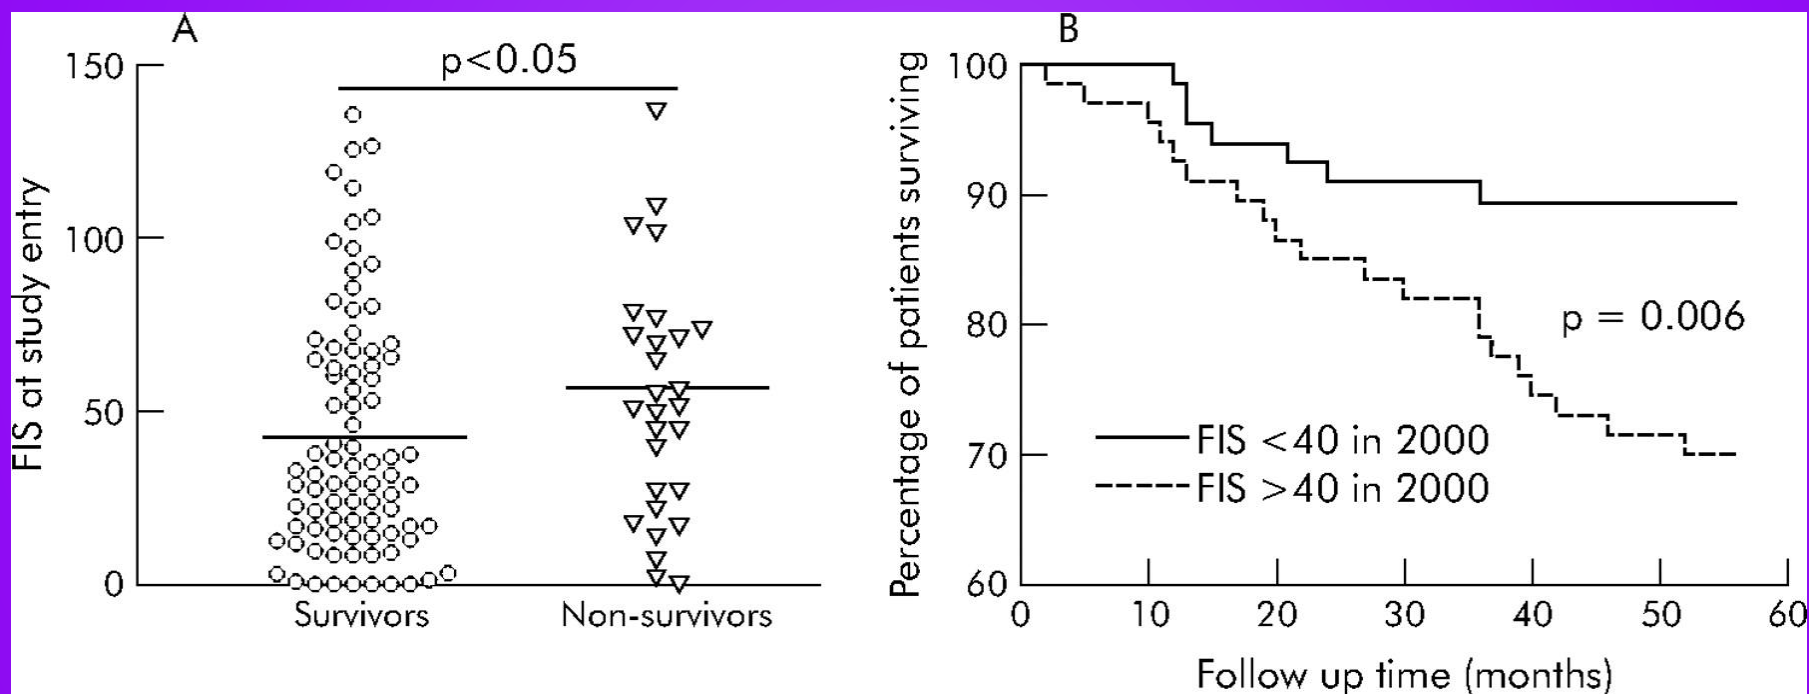 A
p<0.05
FIS at study entry
150
100
50
0
Survivors
Non-survivors
B
Percentage of patients surviving
100
90
80
70
60
p = 0.006
FIS <40 in 2000
FIS >40 in 2000
0
10
20
30
40
50
60
Follow up time (months)